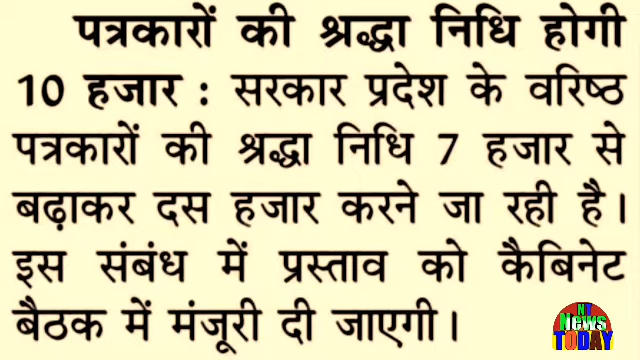 पत्रकारों की श्रद्धा निधि होगी
10 हजार : सरकार प्रदेश के वरिष्ठ
पत्रकारों की श्रद्धा निधि 7 हजार से
बढ़ाकर दस हजार करने जा रही है।
इस संबंध में प्रस्ताव को कैबिनेट
बैठक में मंजूरी दी जाएगी।
NT
News
TODAY